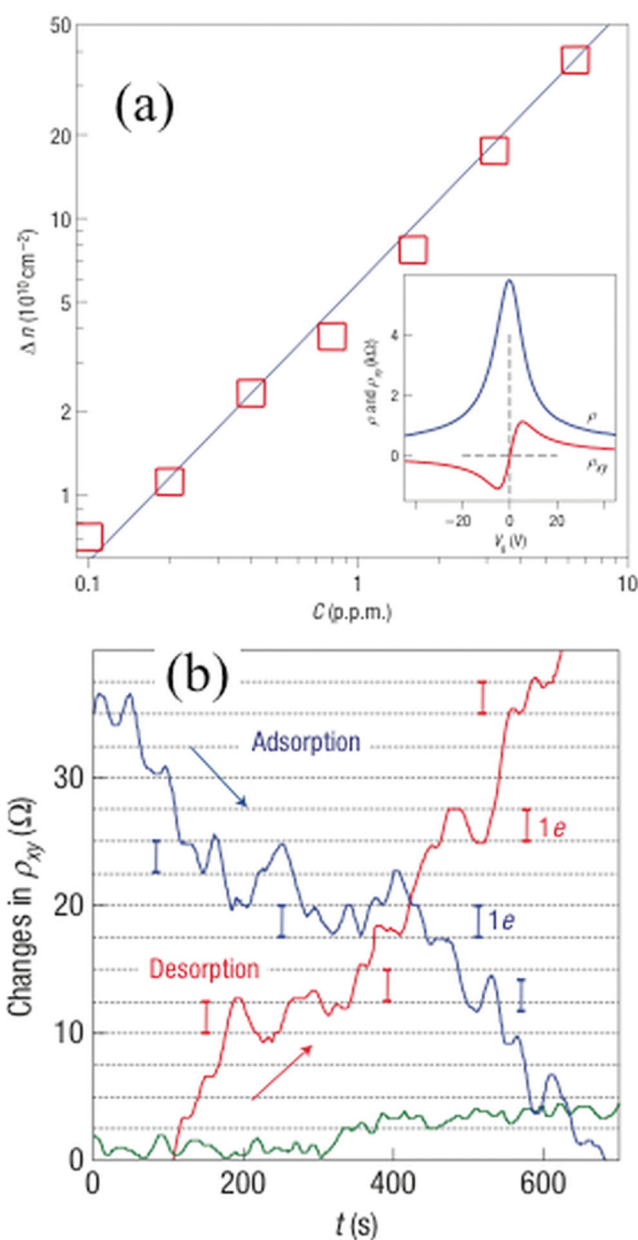 (a)
50
20
10
5
2
1
Δn (10¹⁰cm⁻²)
0.1
1
10
C (p.p.m.)
4
2
0
ρ and ρxy (kΩ)
ρ
ρxy
−20
0
20
Vg (V)
(b)
Adsorption
30
1e
20
1e
Desorption
10
0
Changes in ρxy (Ω)
0
200
400
600
t (s)